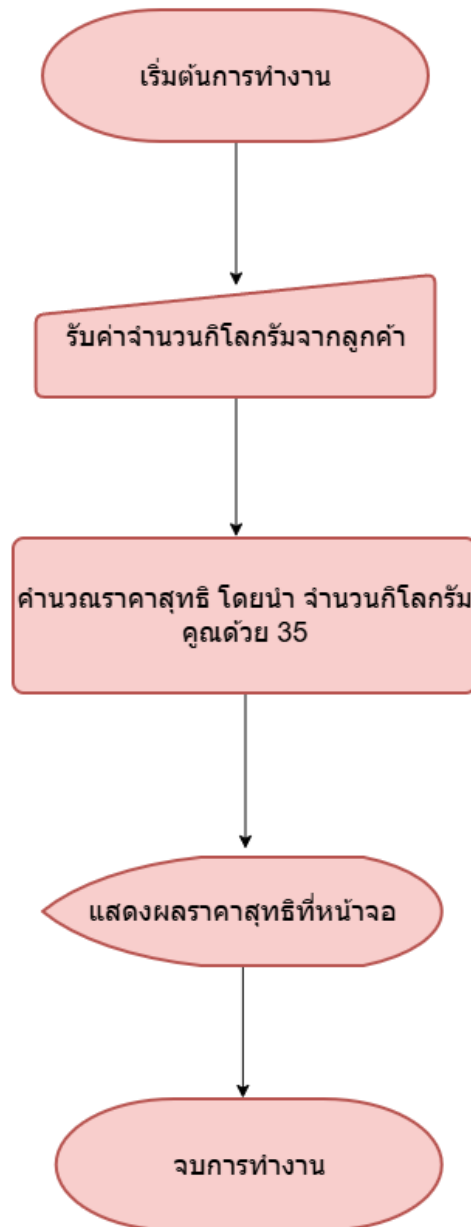 เริ่มต้นการทำงาน
รับค่าจำนวนกิโลกรัมจากลูกค้า
คำนวณราคาสุทธิ โดยนำ จำนวนกิโลกรัม
คูณด้วย 35
แสดงผลราคาสุทธิที่หน้าจอ
จบการทำงาน